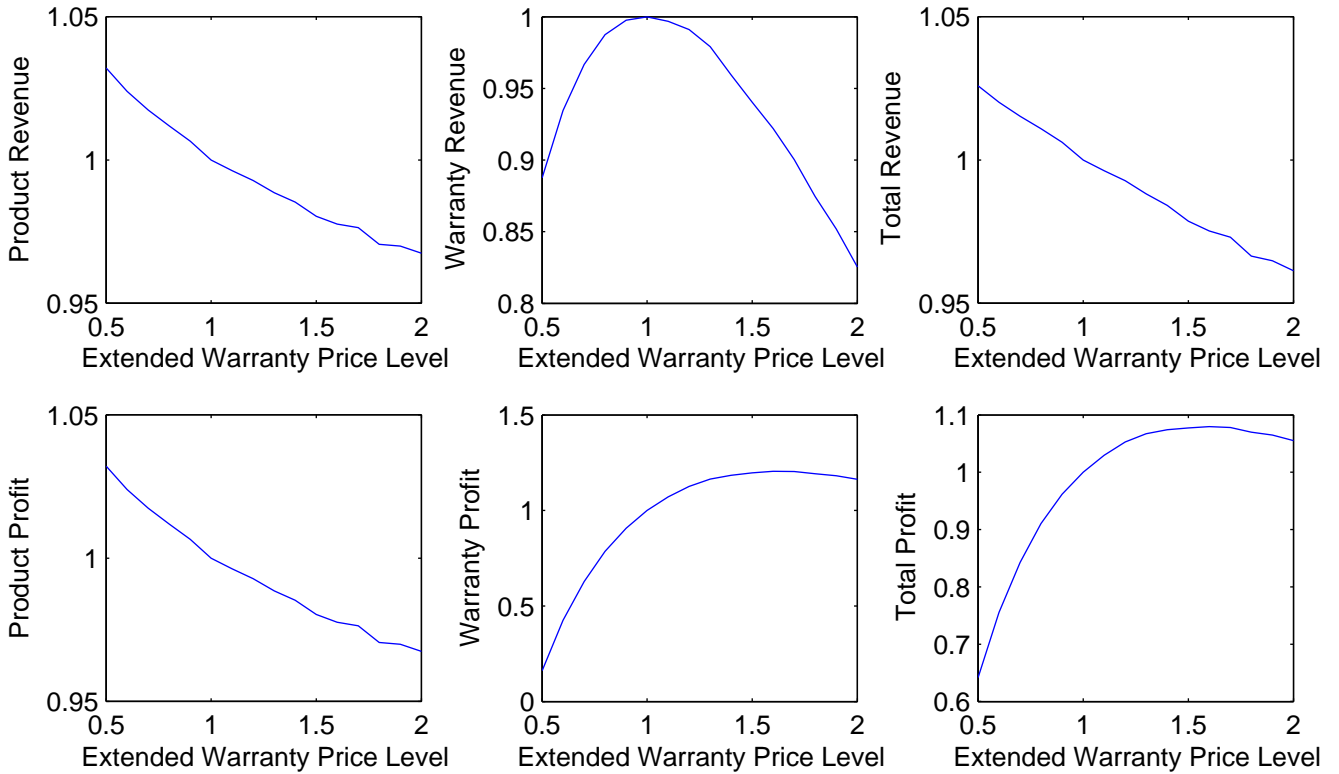 1.05
1
0.95
Product Revenue
0.5 1 1.5 2
Extended Warranty Price Level
1
0.95
0.9
0.85
0.8
Warranty Revenue
0.5 1 1.5 2
Extended Warranty Price Level
1.05
1
0.95
Total Revenue
0.5 1 1.5 2
Extended Warranty Price Level
1.05
1
0.95
Product Profit
0.5 1 1.5 2
Extended Warranty Price Level
1.5
1
0.5
0
Warranty Profit
0.5 1 1.5 2
Extended Warranty Price Level
1.1
1
0.9
0.8
0.7
0.6
Total Profit
0.5 1 1.5 2
Extended Warranty Price Level